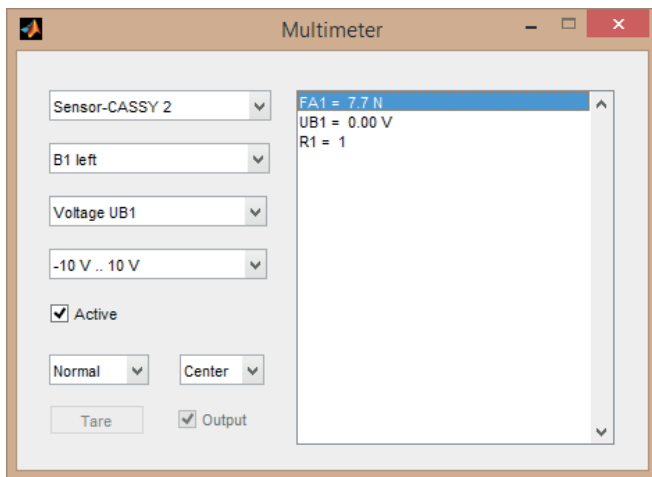 Multimeter
Sensor-CASSY 2
B1 left
Voltage UB1
-10 V .. 10 V
Active
Normal
Center
Tare
Output
FA1 =  7.7 N
UB1 =  0.00 V
R1 =  1